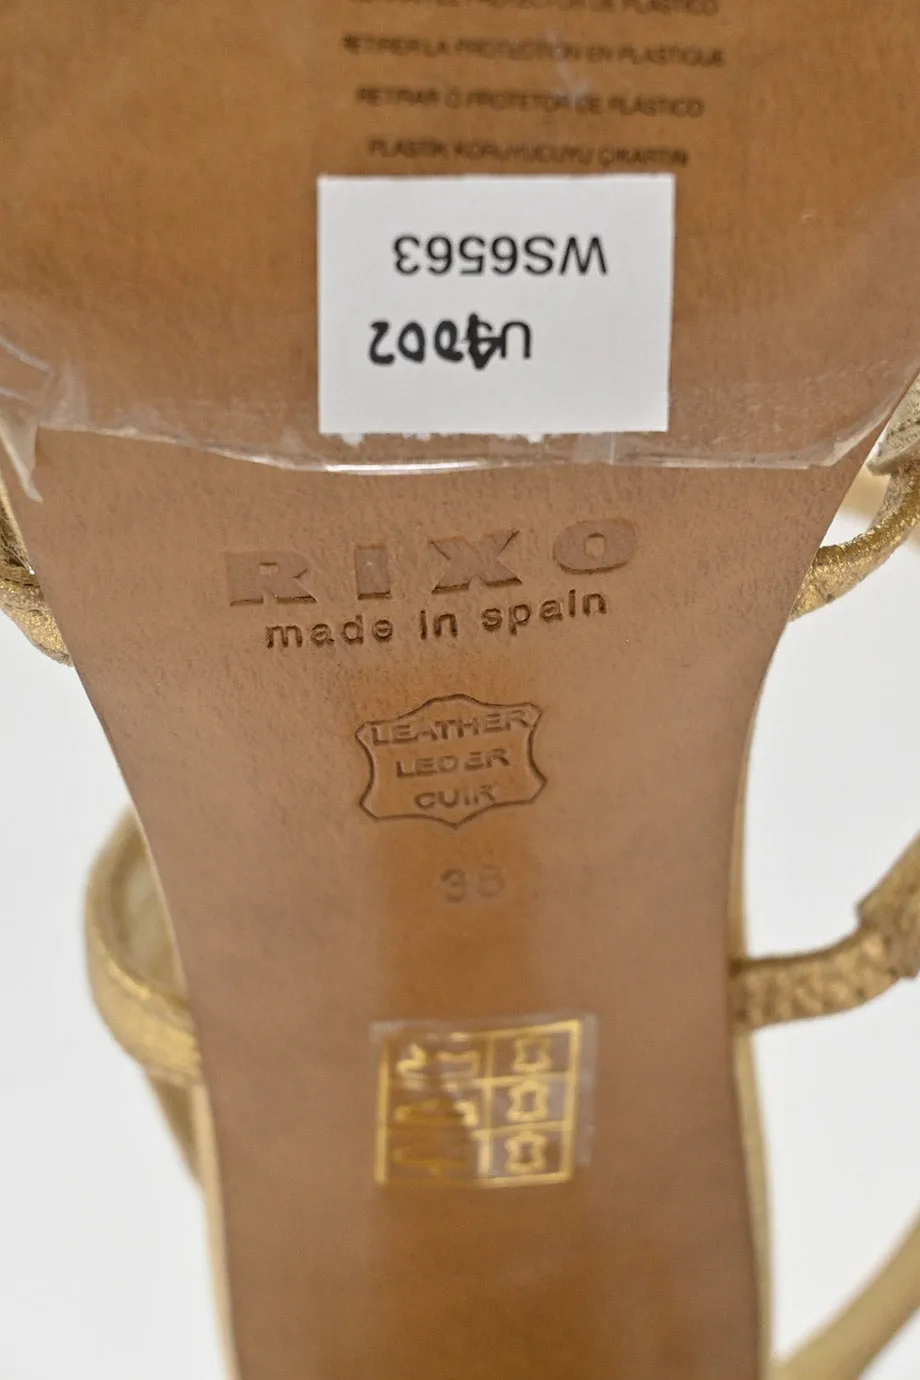 RETIRER LA PROTECTION EN PLASTIQUE
RETIRAR O PROTETOR DE PLÁSTICO
PLASTİK KORUYUCUYU ÇIKARTIN
WS6563
RIXO
made in spain
LEATHER
LEDER
CUIR
38